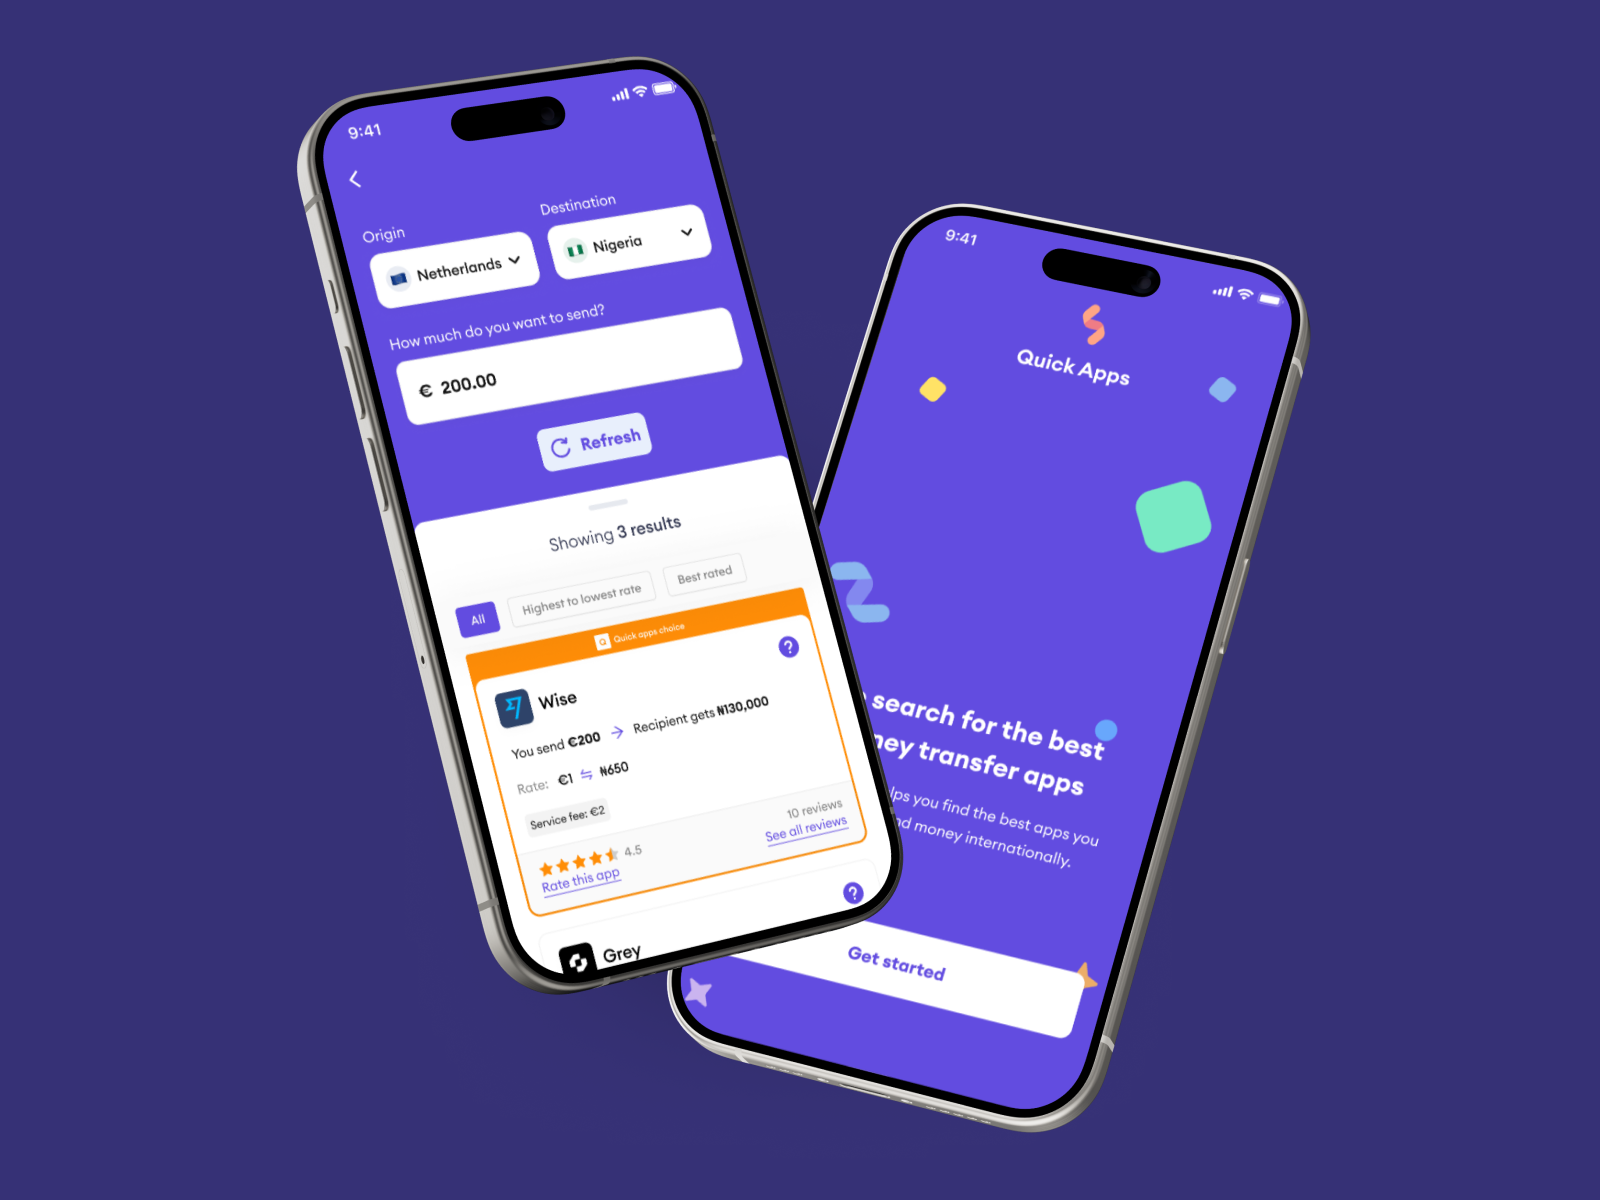 9:41
Origin
Destination
Netherlands
Nigeria
How much do you want to send?
€ 200.00
Refresh
Showing 3 results
All
Highest to lowest rate
Best rated
Q Quick apps choice
?
Wise
You send €200 → Recipient gets ₦130,000
Rate: €1 ⇋ ₦650
Service fee: €2
4.5
Rate this app
10 reviews
See all reviews
?
Grey
9:41
Quick Apps
search for the best
ney transfer apps
lps you find the best apps you
nd money internationally.
Get started